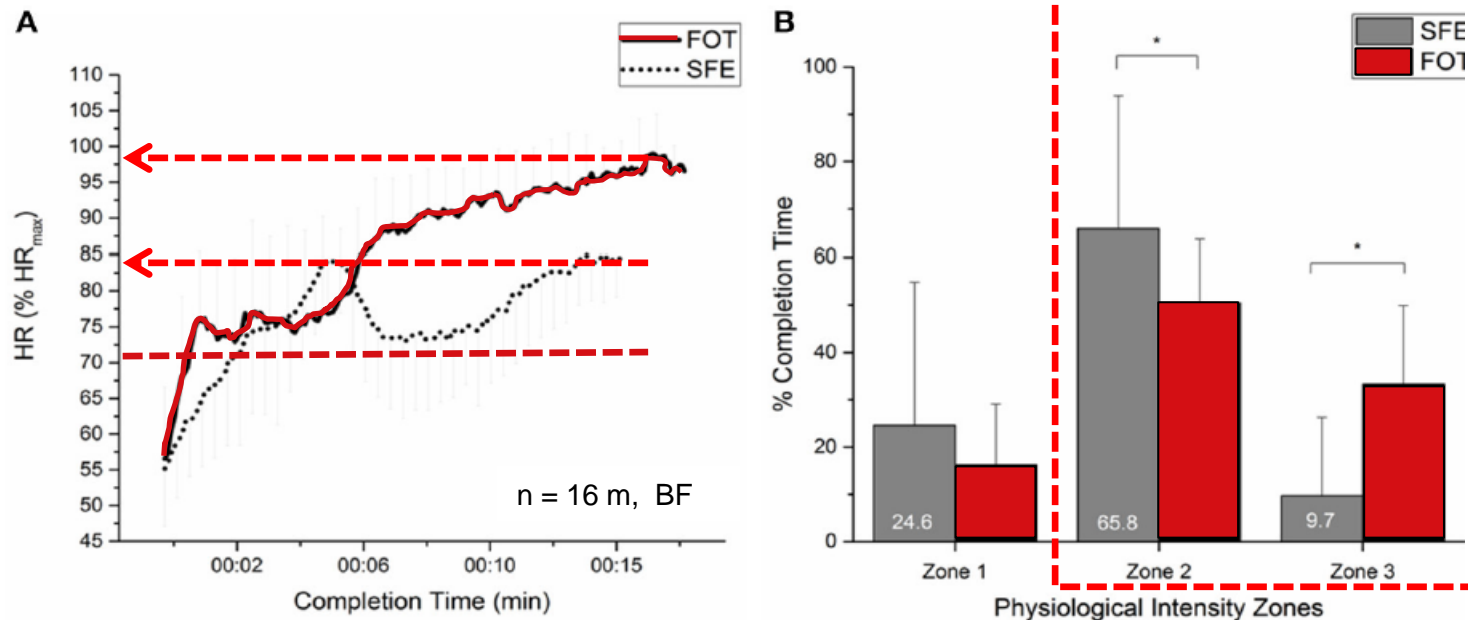 A
FOT
SFE
110
105
100
95
90
85
80
75
70
65
60
55
50
45
HR (% HRmax)
n = 16 m, BF
00:02
00:06
00:10
00:15
Completion Time (min)
B
SFE
FOT
100
80
60
40
20
0
% Completion Time
*
*
24.6
65.8
9.7
Zone 1
Zone 2
Zone 3
Physiological Intensity Zones